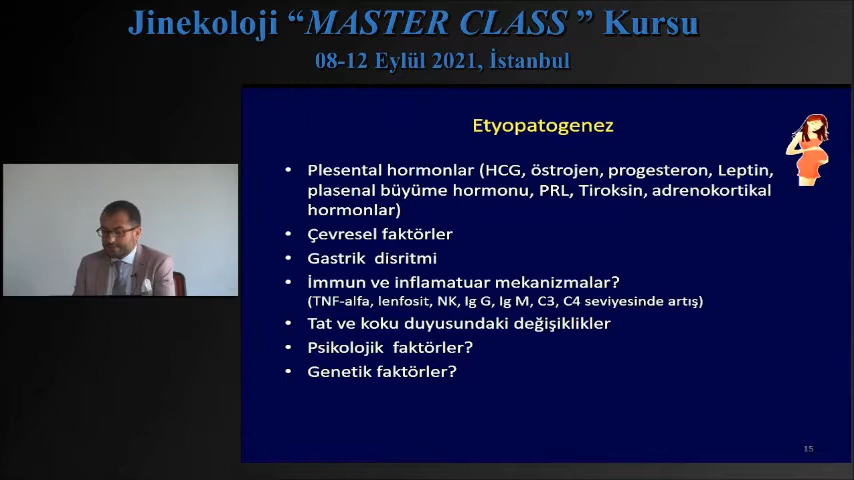 Jinekoloji “MASTER CLASS ” Kursu
08-12 Eylül 2021, İstanbul
Etyopatogenez
• Plesental hormonlar (HCG, östrojen, progesteron, Leptin,
plasenal büyüme hormonu, PRL, Tiroksin, adrenokortikal
hormonlar)
• Çevresel faktörler
• Gastrik disritmi
• İmmun ve inflamatuar mekanizmalar?
(TNF-alfa, lenfosit, NK, Ig G, Ig M, C3, C4 seviyesinde artış)
• Tat ve koku duyusundaki değişiklikler
• Psikolojik faktörler?
• Genetik faktörler?
15